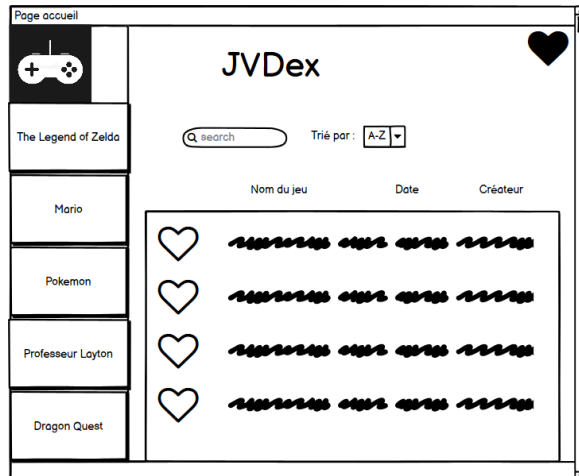 Page accueil
JVDex
The Legend of Zelda
search
Trié par :
A-Z
Nom du jeu Date Créateur
Mario
Pokemon
Professeur Layton
Dragon Quest